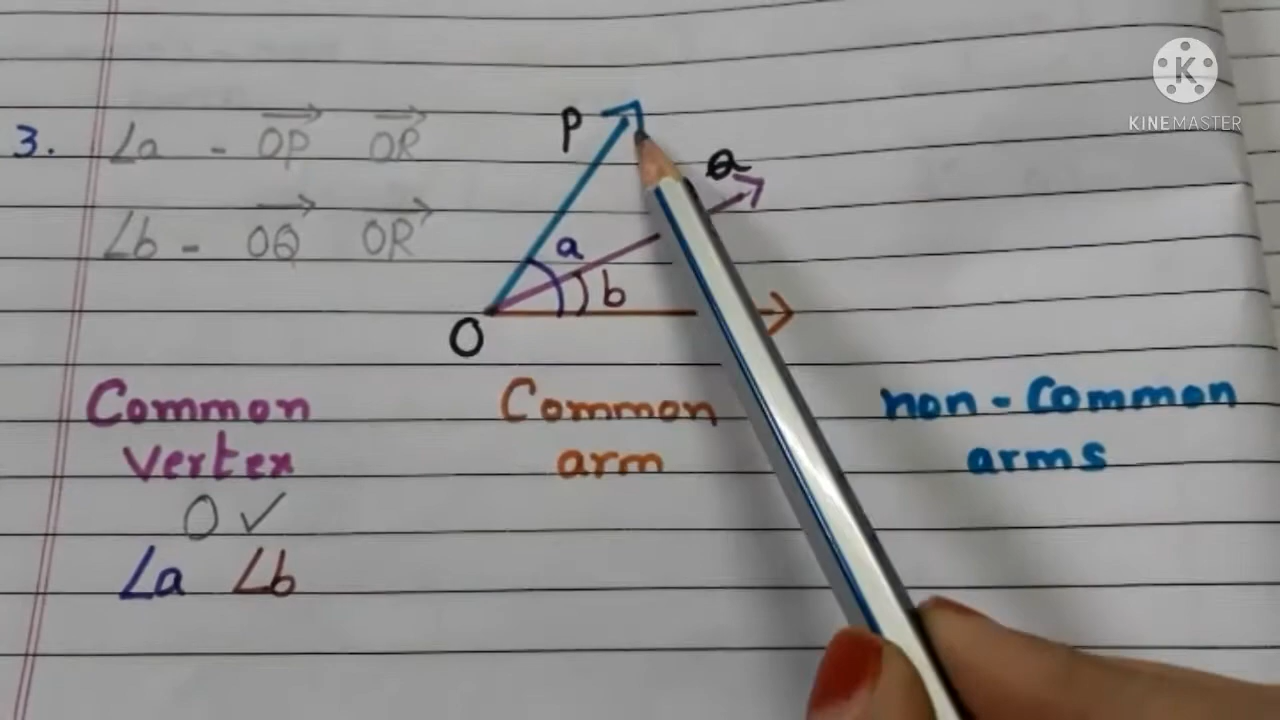 3. ∠a - OP OR
∠b - OQ OR
P
Q
a
b
O
Common vertex
O ✓
∠a ∠b
Common arm
non-Common arms
K
KINEMASTER